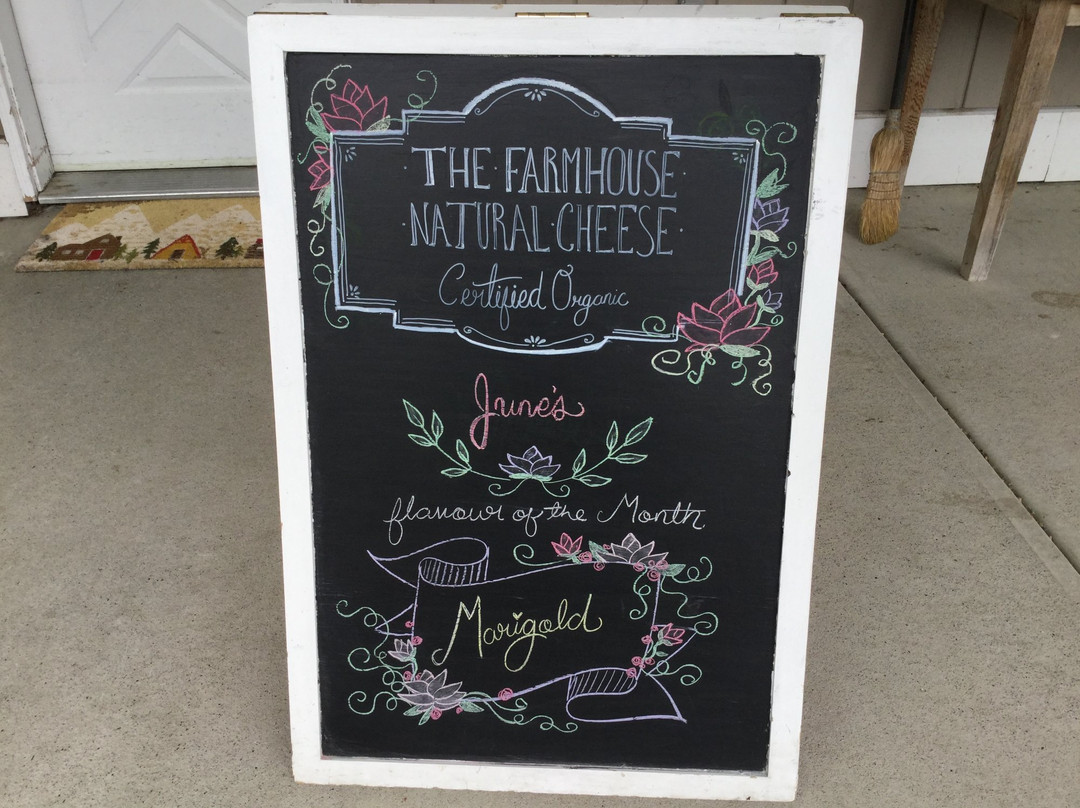 THE FARMHOUSE
NATURAL·CHEESE
Certified Organic
June's
flavour of the Month
Marigold